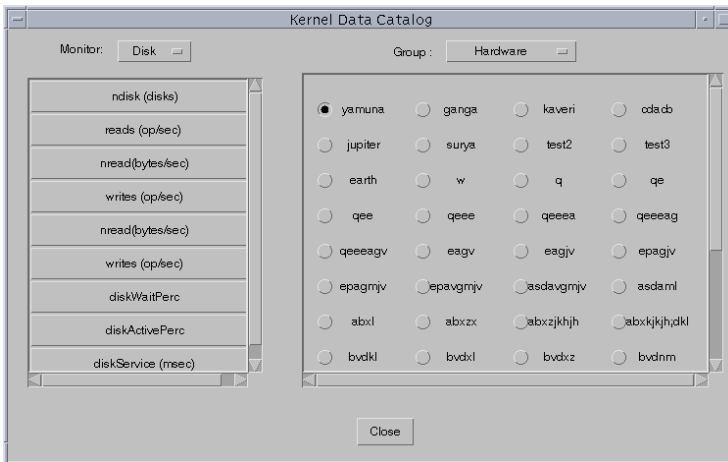 Kernel Data Catalog
Monitor: Disk
Group : Hardware
ndisk (disks)
reads (op/sec)
nread(bytes/sec)
writes (op/sec)
nread(bytes/sec)
writes (op/sec)
diskWaitPerc
diskActivePerc
diskService (msec)
yamuna ganga kaveri cdadb
jupiter surya test2 test3
earth w q qe
qee qeee qeeea qeeeag
qeeeagv eagv eagjv epagjv
epagmjv epavgmjv asdavgmjv asdaml
abxl abxzx abxzjkhjh abxkjkjh;dkl
bvdkl bvdxl bvdxz bvdnm
Close